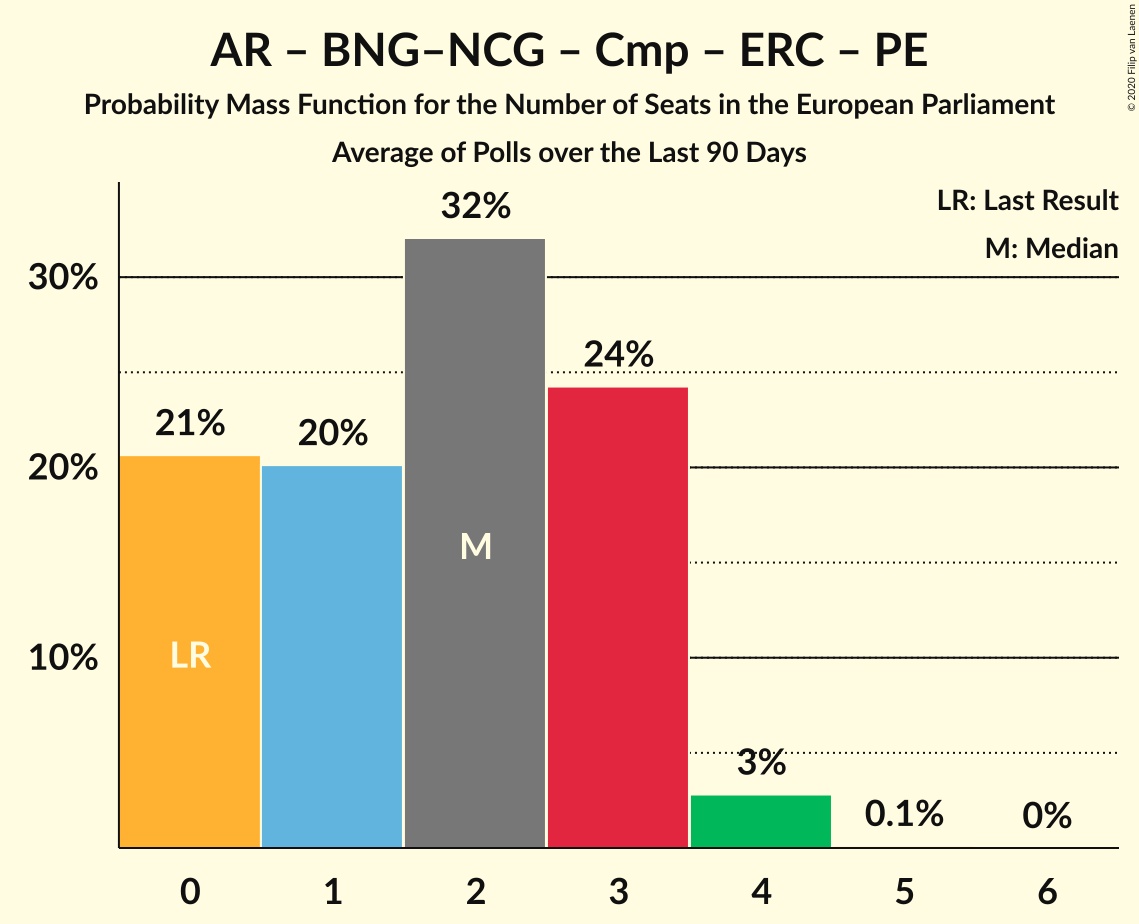 AR – BNG–NCG – Cmp – ERC – PE
Probability Mass Function for the Number of Seats in the European Parliament
Average of Polls over the Last 90 Days
© 2020 Filip van Laenen
LR: Last Result
M: Median
30%
20%
10%
21%
20%
32%
24%
3%
0.1%
0%
LR
M
0 1 2 3 4 5 6